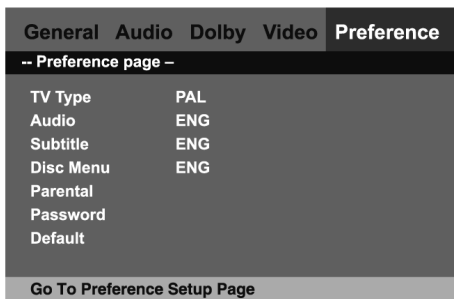 General Audio Dolby Video Preference
-- Preference page –
TV Type PAL
Audio ENG
Subtitle ENG
Disc Menu ENG
Parental
Password
Default
Go To Preference Setup Page